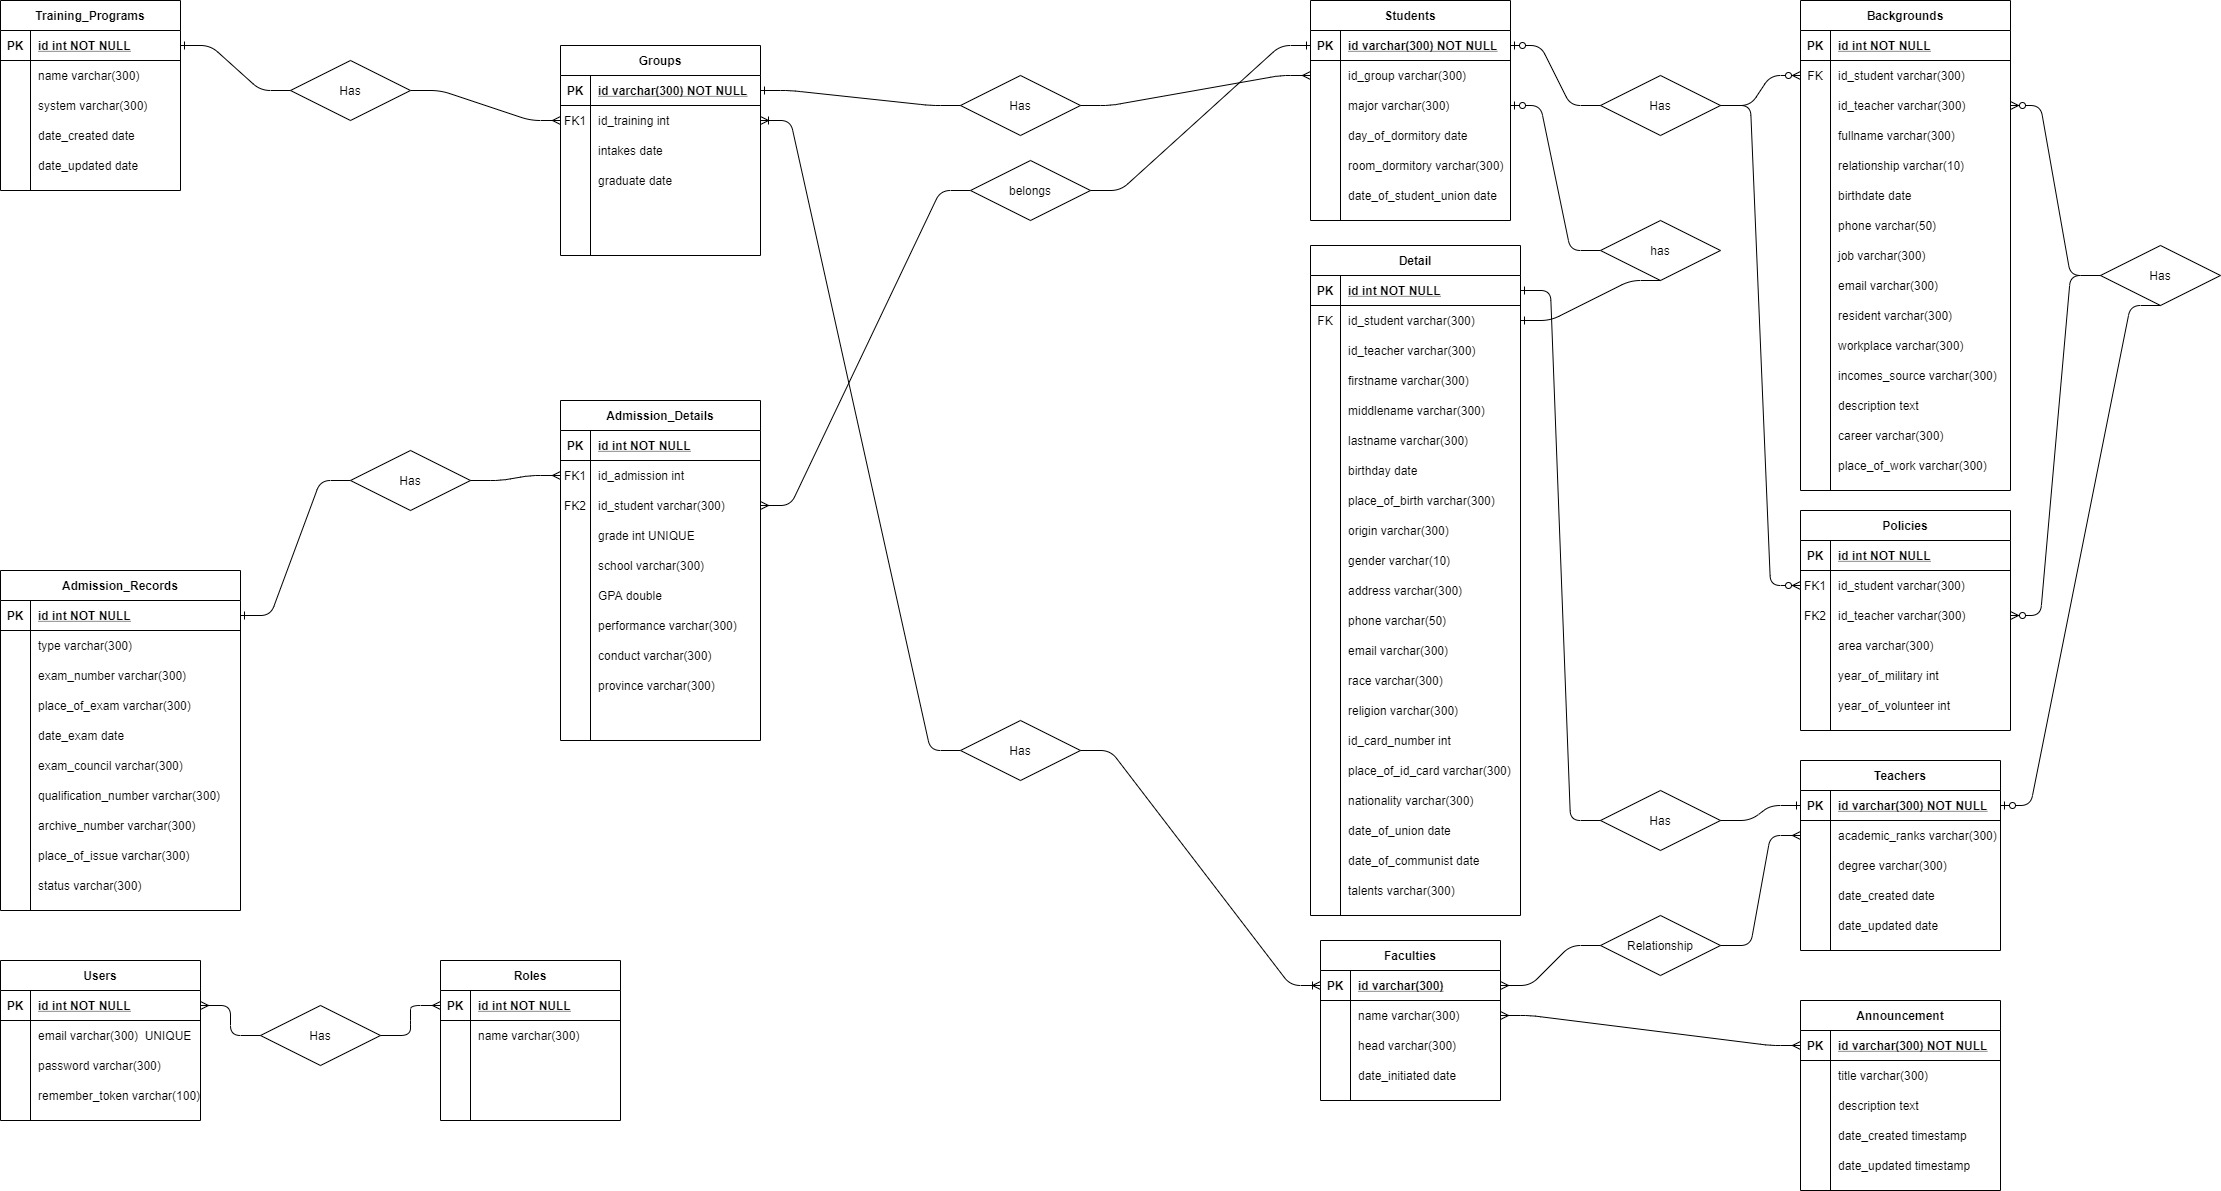 Training_Programs
PK id int NOT NULL
name varchar(300)
system varchar(300)
date_created date
date_updated date
Has
Groups
PK id varchar(300) NOT NULL
FK1 id_training int
intakes date
graduate date
Has
belongs
Students
PK id varchar(300) NOT NULL
id_group varchar(300)
major varchar(300)
day_of_dormitory date
room_dormitory varchar(300)
date_of_student_union date
Has
has
Backgrounds
PK id int NOT NULL
FK id_student varchar(300)
id_teacher varchar(300)
fullname varchar(300)
relationship varchar(10)
birthdate date
phone varchar(50)
job varchar(300)
email varchar(300)
resident varchar(300)
workplace varchar(300)
incomes_source varchar(300)
description text
career varchar(300)
place_of_work varchar(300)
Has
Detail
PK id int NOT NULL
FK id_student varchar(300)
id_teacher varchar(300)
firstname varchar(300)
middlename varchar(300)
lastname varchar(300)
birthday date
place_of_birth varchar(300)
origin varchar(300)
gender varchar(10)
address varchar(300)
phone varchar(50)
email varchar(300)
race varchar(300)
religion varchar(300)
id_card_number int
place_of_id_card varchar(300)
nationality varchar(300)
date_of_union date
date_of_communist date
talents varchar(300)
Admission_Details
PK id int NOT NULL
FK1 id_admission int
FK2 id_student varchar(300)
grade int UNIQUE
school varchar(300)
GPA double
performance varchar(300)
conduct varchar(300)
province varchar(300)
Has
Admission_Records
PK id int NOT NULL
type varchar(300)
exam_number varchar(300)
place_of_exam varchar(300)
date_exam date
exam_council varchar(300)
qualification_number varchar(300)
archive_number varchar(300)
place_of_issue varchar(300)
status varchar(300)
Policies
PK id int NOT NULL
FK1 id_student varchar(300)
FK2 id_teacher varchar(300)
area varchar(300)
year_of_military int
year_of_volunteer int
Has
Has
Teachers
PK id varchar(300) NOT NULL
academic_ranks varchar(300)
degree varchar(300)
date_created date
date_updated date
Relationship
Users
PK id int NOT NULL
email varchar(300) UNIQUE
password varchar(300)
remember_token varchar(100)
Has
Roles
PK id int NOT NULL
name varchar(300)
Faculties
PK id varchar(300)
name varchar(300)
head varchar(300)
date_initiated date
Announcement
PK id varchar(300) NOT NULL
title varchar(300)
description text
date_created timestamp
date_updated timestamp